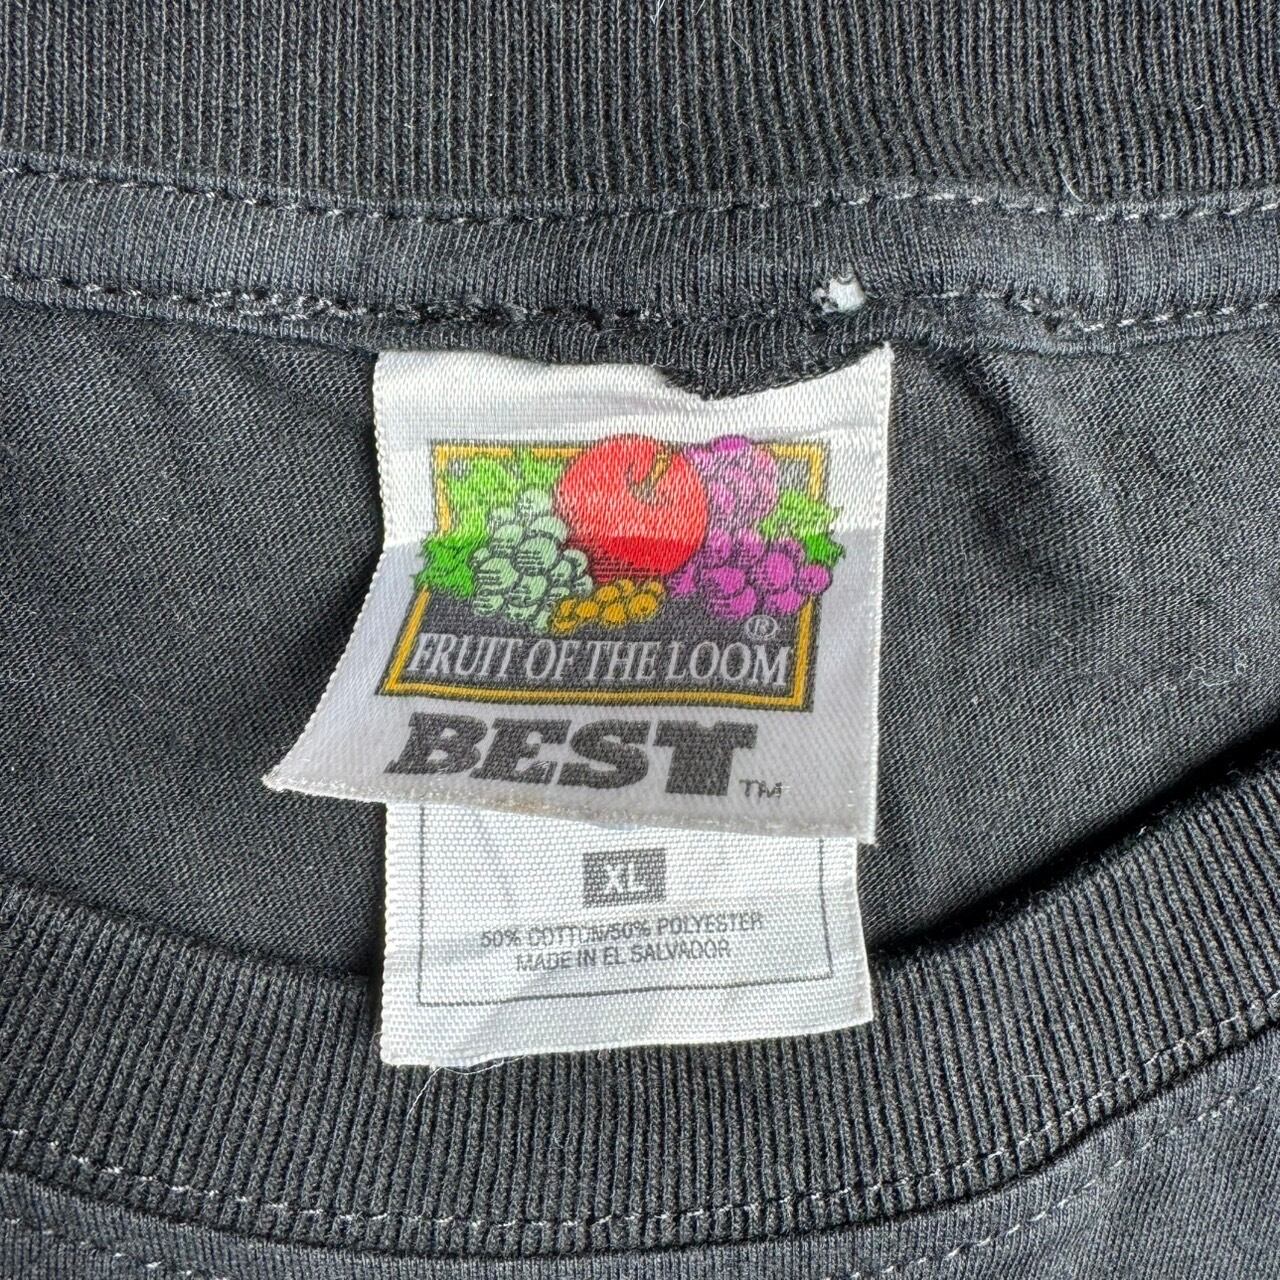 ®
FRUIT OF THE LOOM
BEST™
XL
50% COTTON/50% POLYESTER
MADE IN EL SALVADOR